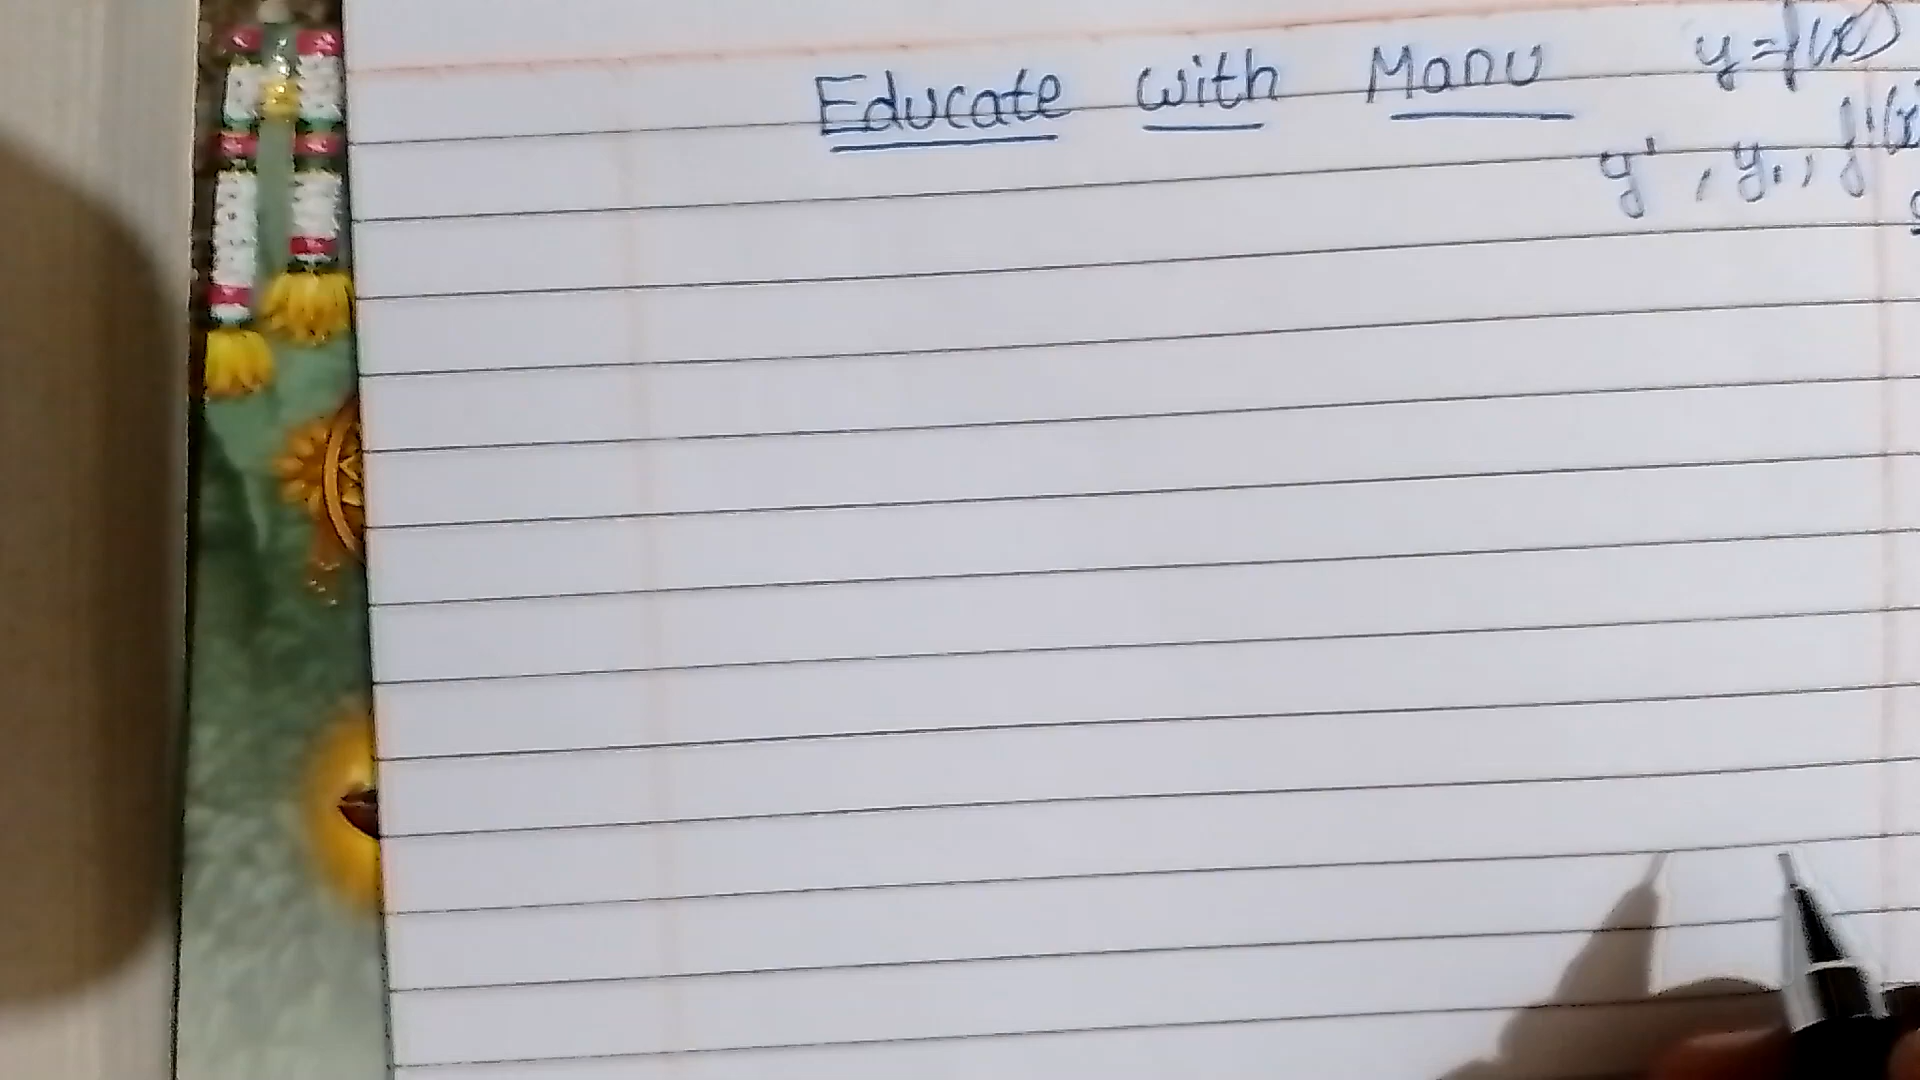 Educate with Manu
y = f(x)
y', y₁, f'(x